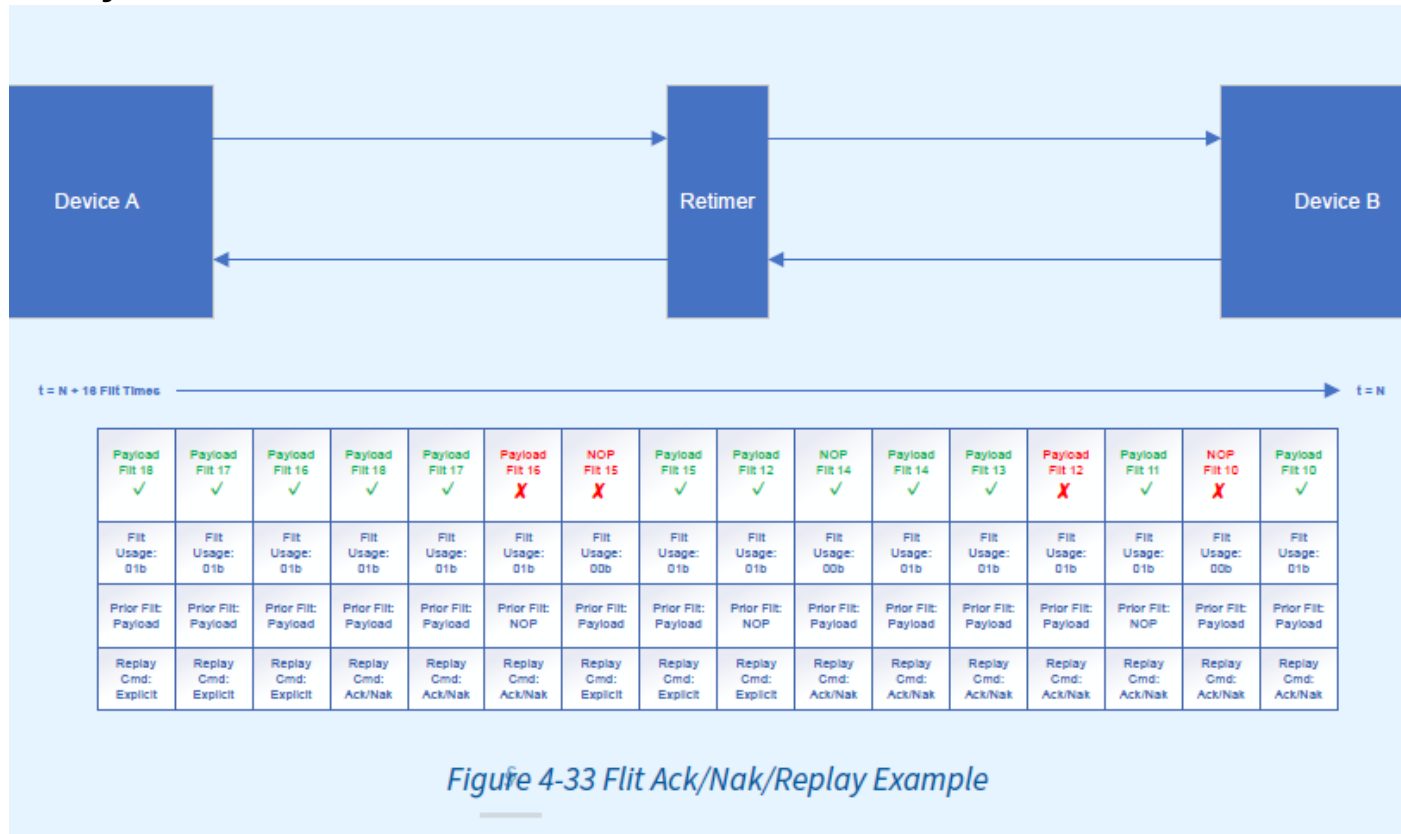 Device A
Retimer
Device B
t = N + 16 Flit Times
t = N
Payload Flit 18 ✓
Payload Flit 17 ✓
Payload Flit 16 ✓
Payload Flit 18 ✓
Payload Flit 17 ✓
Payload Flit 16 ✗
NOP Flit 15 ✗
Payload Flit 15 ✓
Payload Flit 12 ✓
NOP Flit 14 ✓
Payload Flit 14 ✓
Payload Flit 13 ✓
Payload Flit 12 ✗
Payload Flit 11 ✓
NOP Flit 10 ✗
Payload Flit 10 ✓
Flit Usage: 01b
Flit Usage: 01b
Flit Usage: 01b
Flit Usage: 01b
Flit Usage: 01b
Flit Usage: 01b
Flit Usage: 00b
Flit Usage: 01b
Flit Usage: 01b
Flit Usage: 00b
Flit Usage: 01b
Flit Usage: 01b
Flit Usage: 01b
Flit Usage: 01b
Flit Usage: 00b
Flit Usage: 01b
Prior Flit: Payload
Prior Flit: Payload
Prior Flit: Payload
Prior Flit: Payload
Prior Flit: Payload
Prior Flit: NOP
Prior Flit: Payload
Prior Flit: Payload
Prior Flit: NOP
Prior Flit: Payload
Prior Flit: Payload
Prior Flit: Payload
Prior Flit: Payload
Prior Flit: NOP
Prior Flit: Payload
Prior Flit: Payload
Replay Cmd: Explicit
Replay Cmd: Explicit
Replay Cmd: Explicit
Replay Cmd: Ack/Nak
Replay Cmd: Ack/Nak
Replay Cmd: Ack/Nak
Replay Cmd: Explicit
Replay Cmd: Explicit
Replay Cmd: Explicit
Replay Cmd: Ack/Nak
Replay Cmd: Ack/Nak
Replay Cmd: Ack/Nak
Replay Cmd: Ack/Nak
Replay Cmd: Ack/Nak
Replay Cmd: Ack/Nak
Replay Cmd: Ack/Nak
§
Figure 4-33 Flit Ack/Nak/Replay Example